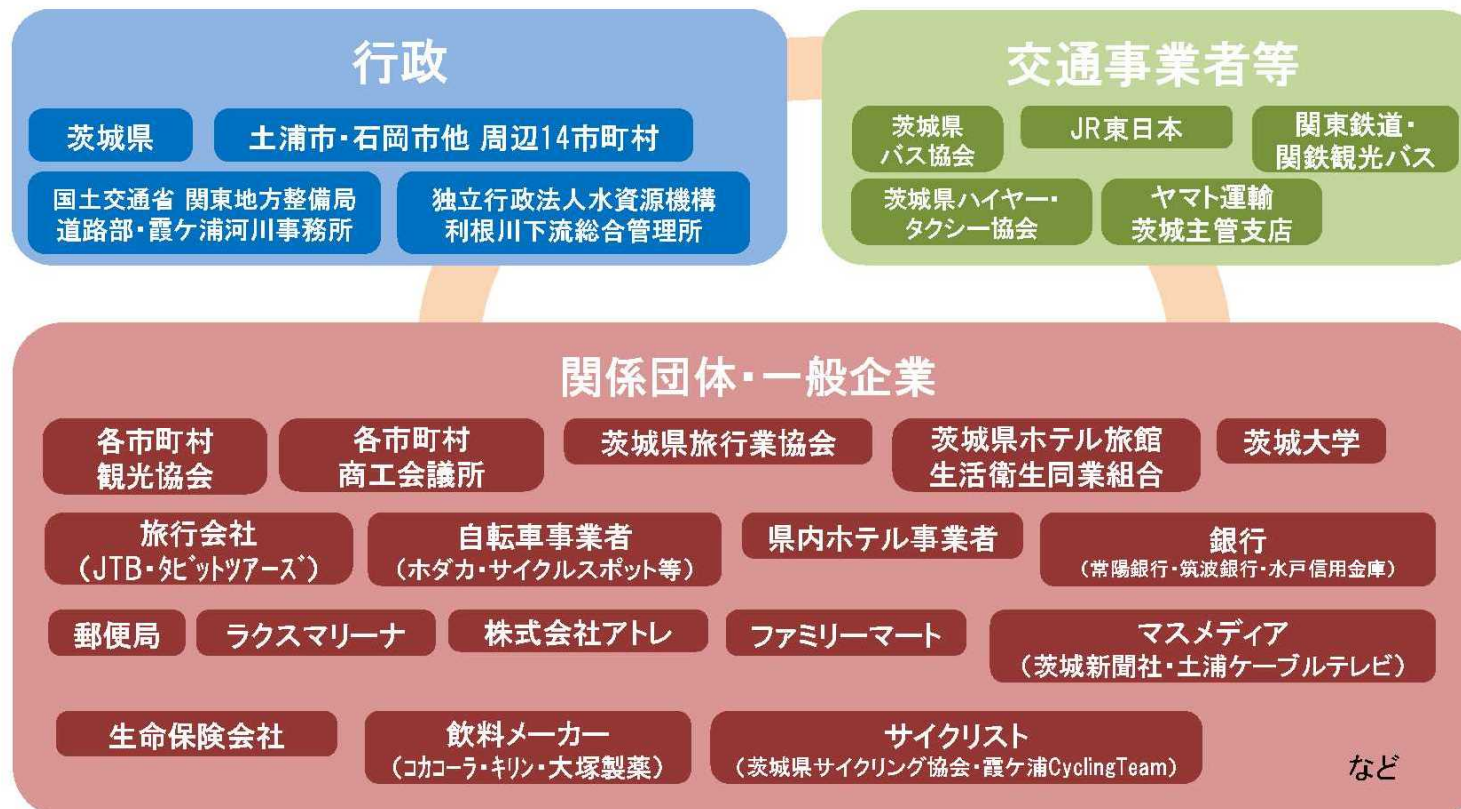 行政
茨城県
土浦市・石岡市他 周辺14市町村
国土交通省 関東地方整備局
道路部・霞ケ浦河川事務所
独立行政法人水資源機構
利根川下流総合管理所
交通事業者等
茨城県
バス協会
JR東日本
関東鉄道・
関鉄観光バス
茨城県ハイヤー・
タクシー協会
ヤマト運輸
茨城主管支店
関係団体・一般企業
各市町村
観光協会
各市町村
商工会議所
茨城県旅行業協会
茨城県ホテル旅館
生活衛生同業組合
茨城大学
旅行会社
(JTB・ﾀﾋﾞｯﾄツアーズ)
自転車事業者
(ホダカ・サイクルスポット等)
県内ホテル事業者
銀行
(常陽銀行・筑波銀行・水戸信用金庫)
郵便局
ラクスマリーナ
株式会社アトレ
ファミリーマート
マスメディア
(茨城新聞社・土浦ケーブルテレビ)
生命保険会社
飲料メーカー
(ｺｶｺｰﾗ・ｷﾘﾝ・大塚製薬)
サイクリスト
(茨城県サイクリング協会・霞ケ浦CyclingTeam)
など